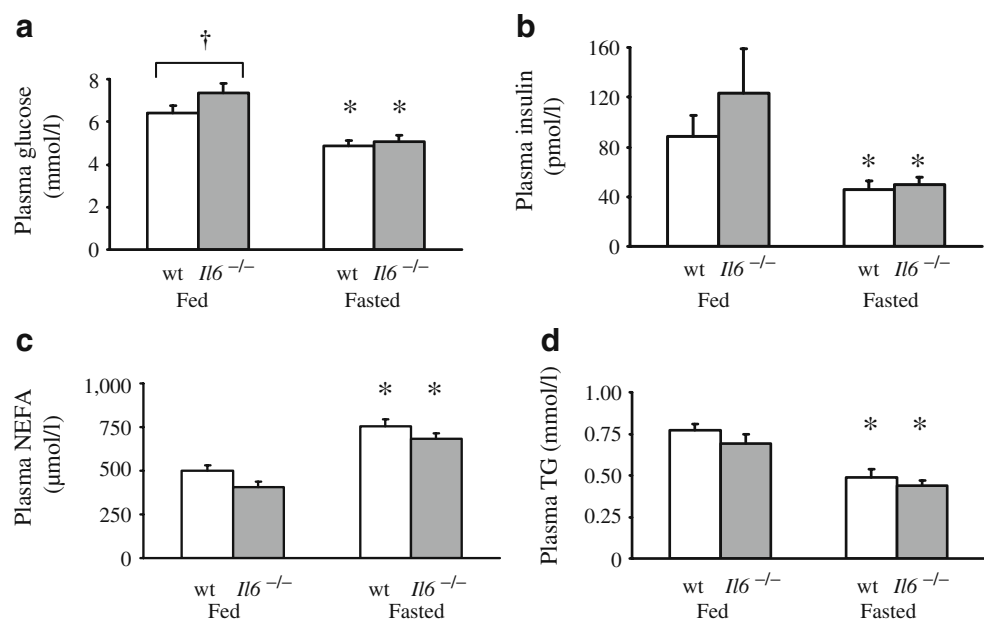 a
†
Plasma glucose
(mmol/l)
8
6
4
2
0
* *
wt Il6 –/– wt Il6 –/–
Fed Fasted
b
Plasma insulin
(pmol/l)
160
120
80
40
0
* *
wt Il6 –/– wt Il6 –/–
Fed Fasted
c
Plasma NEFA
(µmol/l)
1,000
750
500
250
0
* *
wt Il6 –/– wt Il6 –/–
Fed Fasted
d
Plasma TG (mmol/l)
1.00
0.75
0.50
0.25
0
* *
wt Il6 –/– wt Il6 –/–
Fed Fasted